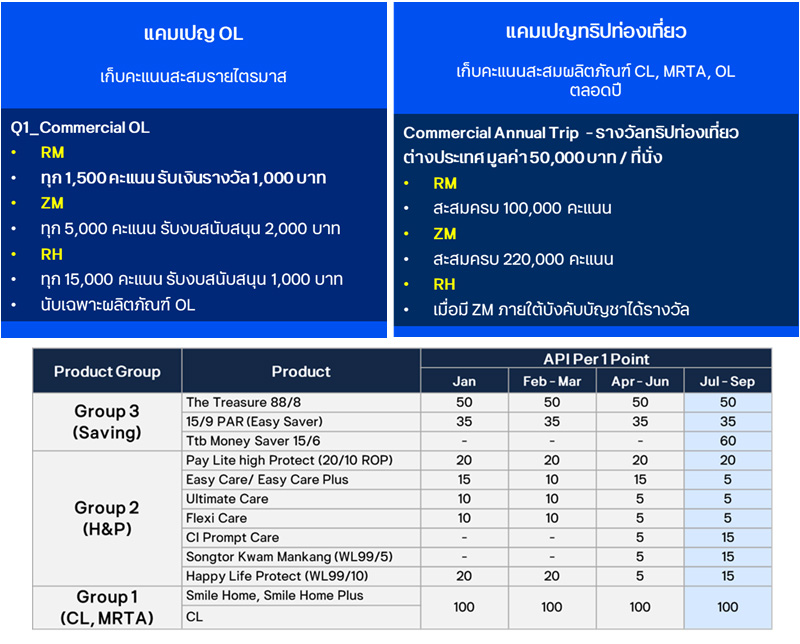 แคมเปญ OL
เก็บคะแนนสะสมรายไตรมาส
Q1_Commercial OL
• RM
• ทุก 1,500 คะแนน รับเงินรางวัล 1,000 บาท
• ZM
• ทุก 5,000 คะแนน รับงบสนับสนุน 2,000 บาท
• RH
• ทุก 15,000 คะแนน รับงบสนับสนุน 1,000 บาท
• นับเฉพาะผลิตภัณฑ์ OL
แคมเปญทริปท่องเที่ยว
เก็บคะแนนสะสมผลิตภัณฑ์ CL, MRTA, OL
ตลอดปี
Commercial Annual Trip - รางวัลทริปท่องเที่ยว
ต่างประเทศ มูลค่า 50,000 บาท / ที่นั่ง
• RM
• สะสมครบ 100,000 คะแนน
• ZM
• สะสมครบ 220,000 คะแนน
• RH
• เมื่อมี ZM ภายใต้บังคับบัญชาได้รางวัล
Product Group Product API Per 1 Point
Jan Feb - Mar Apr - Jun Jul - Sep
Group 3
(Saving)
The Treasure 88/8 50 50 50 50
15/9 PAR (Easy Saver) 35 35 35 35
Ttb Money Saver 15/6 - - - 60
Group 2
(H&P)
Pay Lite high Protect (20/10 ROP) 20 20 20 20
Easy Care/ Easy Care Plus 15 10 15 5
Ultimate Care 10 10 5 5
Flexi Care 10 10 5 5
CI Prompt Care - - 5 15
Songtor Kwam Mankang (WL99/5) - - 5 15
Happy Life Protect (WL99/10) 20 20 5 15
Group 1
(CL, MRTA)
Smile Home, Smile Home Plus
CL
100 100 100 100